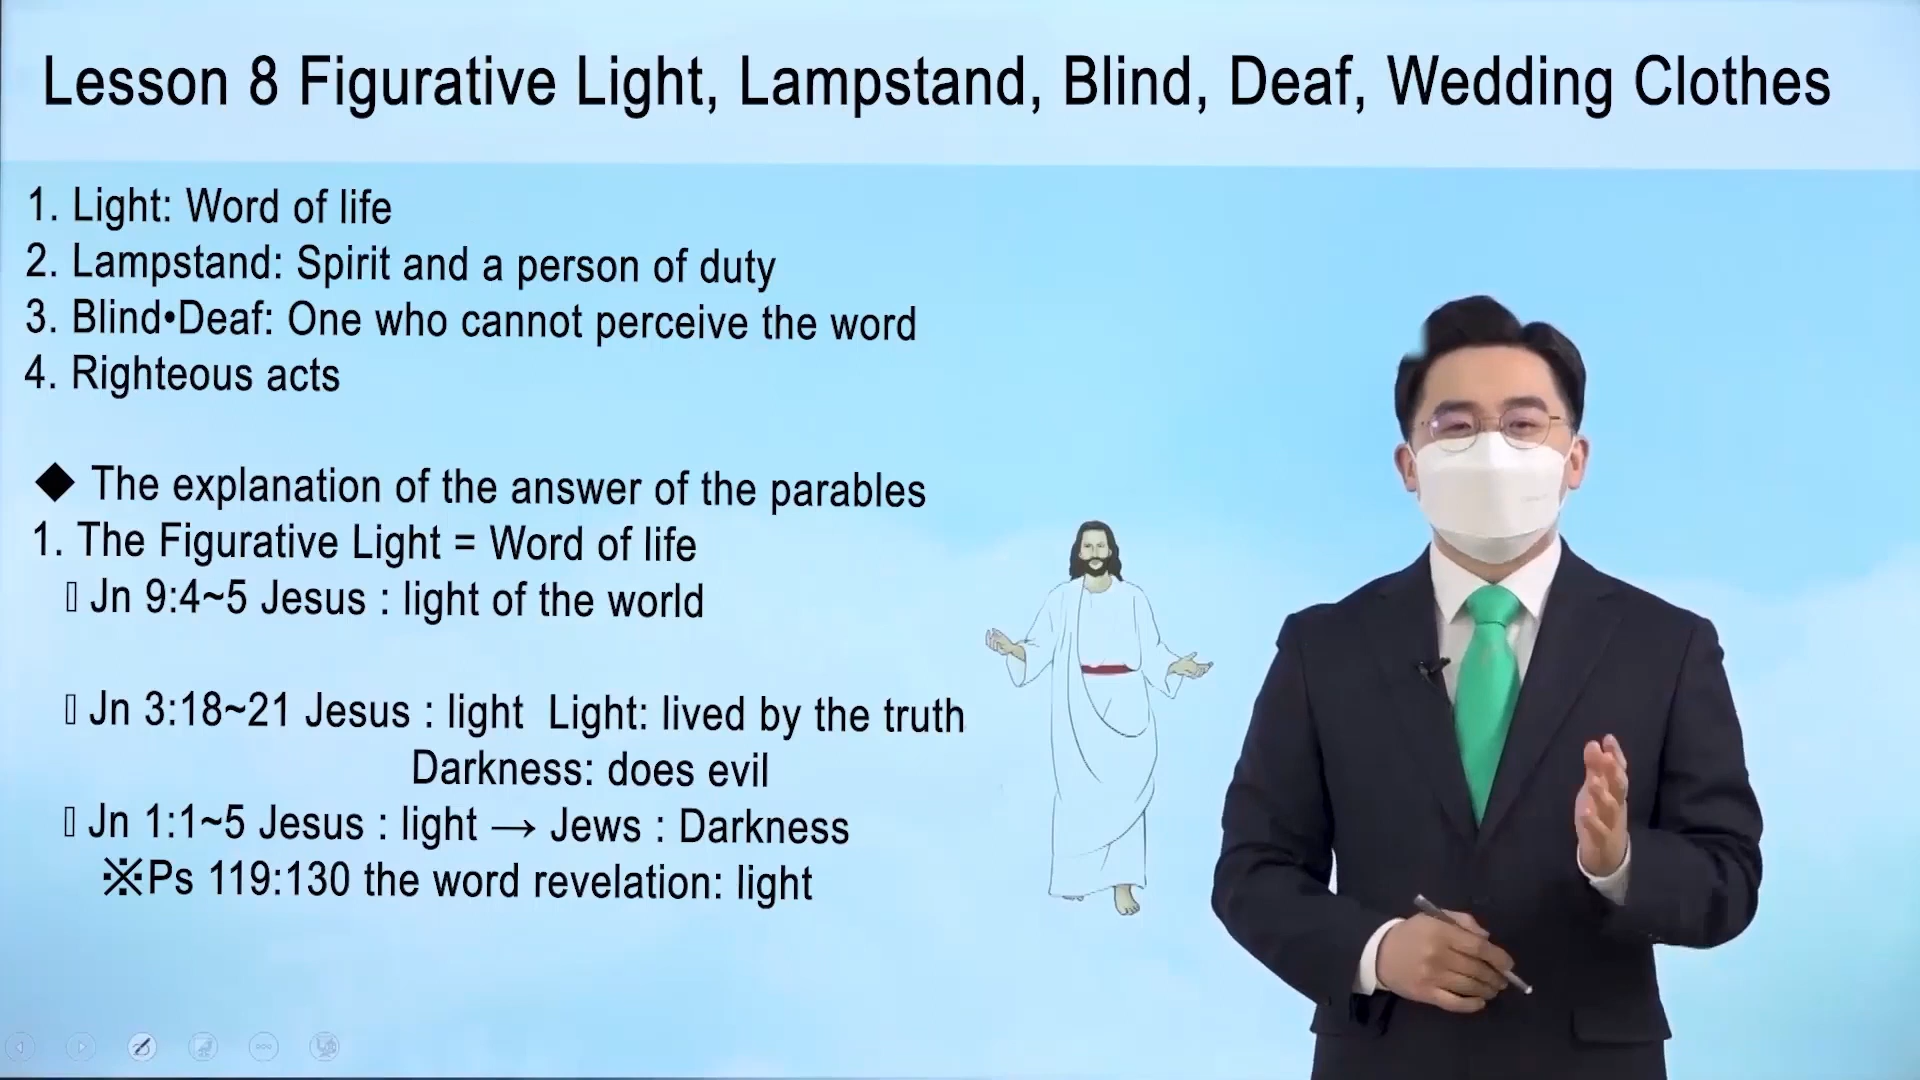 Lesson 8 Figurative Light, Lampstand, Blind, Deaf, Wedding Clothes
1. Light: Word of life
2. Lampstand: Spirit and a person of duty
3. Blind•Deaf: One who cannot perceive the word
4. Righteous acts
◆ The explanation of the answer of the parables
1. The Figurative Light = Word of life
▯ Jn 9:4~5 Jesus : light of the world
▯ Jn 3:18~21 Jesus : light Light: lived by the truth
Darkness: does evil
▯ Jn 1:1~5 Jesus : light → Jews : Darkness
※Ps 119:130 the word revelation: light